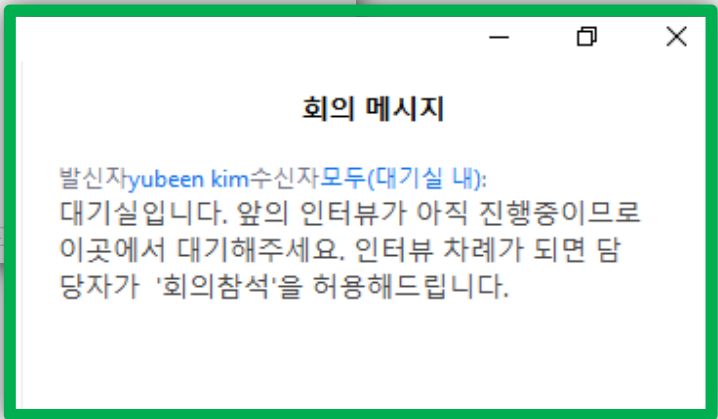 회의 메시지
발신자yubeen kim수신자모두(대기실 내):
대기실입니다. 앞의 인터뷰가 아직 진행중이므로
이곳에서 대기해주세요. 인터뷰 차례가 되면 담
당자가  '회의참석'을 허용해드립니다.